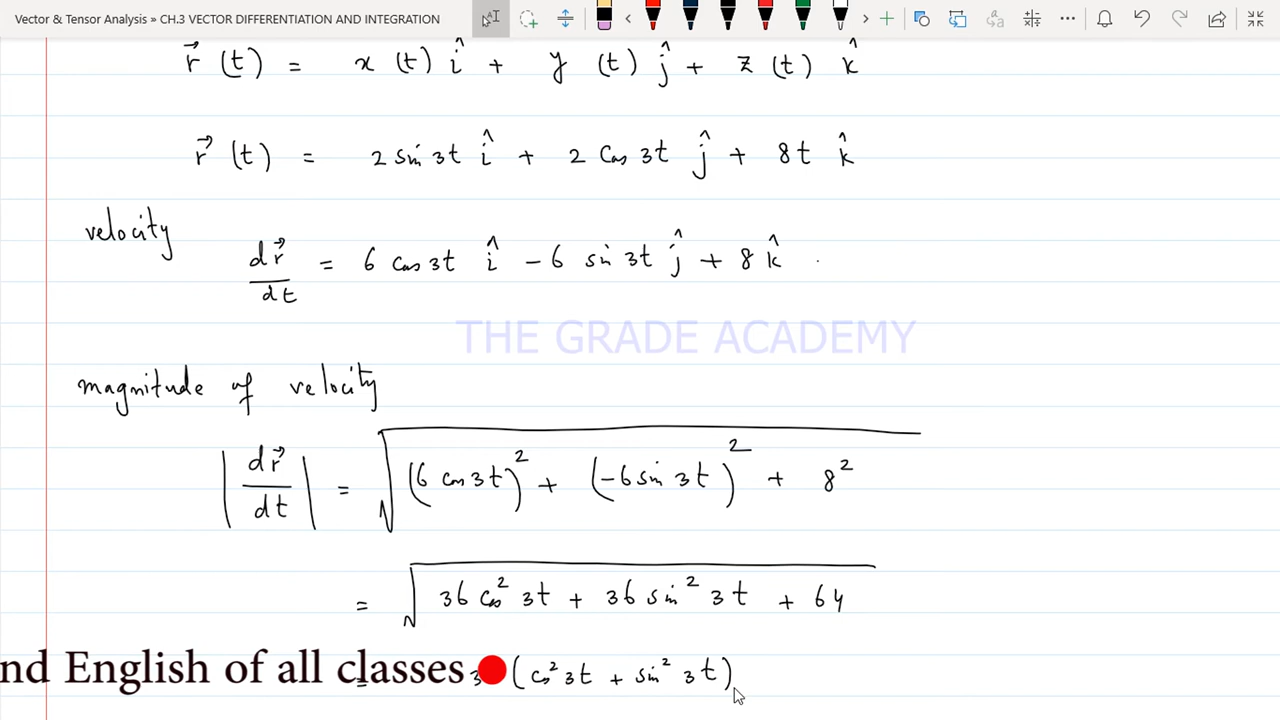 Vector & Tensor Analysis » CH.3 VECTOR DIFFERENTIATION AND INTEGRATION
r⃗ (t) = x (t) î + y (t) ĵ + z (t) k̂
r⃗ (t) = 2 sin 3t î + 2 Cos 3t ĵ + 8t k̂
velocity
dr⃗/dt = 6 cos 3t î − 6 sin 3t ĵ + 8 k̂
THE GRADE ACADEMY
magnitude of velocity
|dr⃗/dt| = √((6 cos 3t)² + (−6 sin 3t)² + 8²)
= √(36 cos² 3t + 36 sin² 3t + 64)
nd English of all classes
(cos² 3t + sin² 3t)